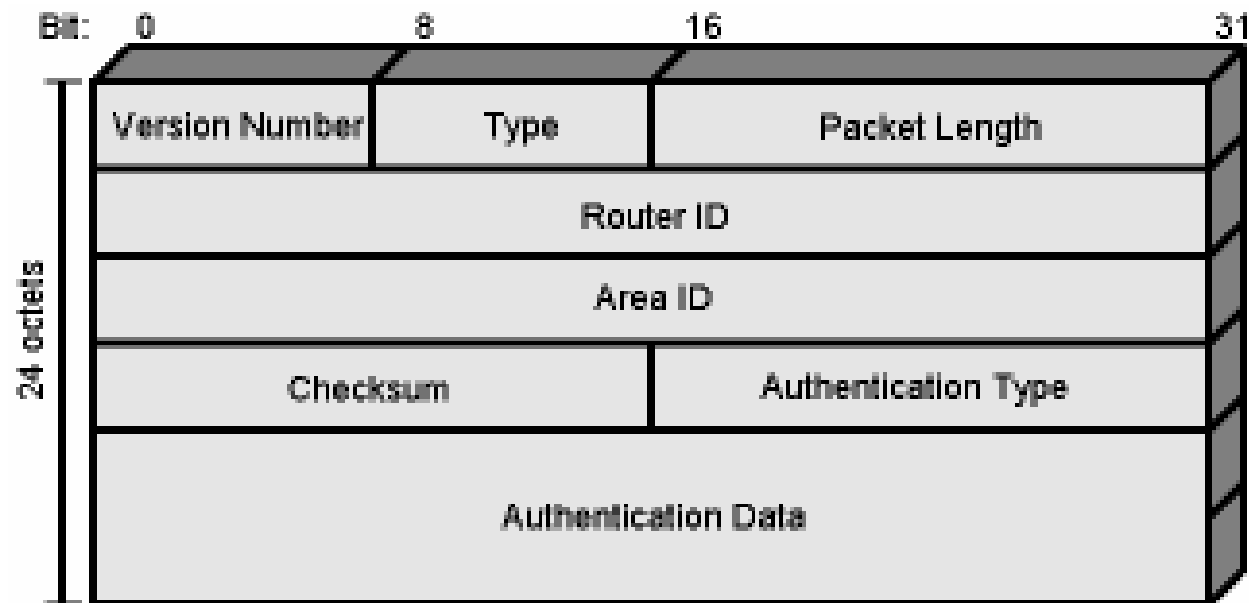 Bit: 0 8 16 31
Version Number Type Packet Length
Router ID
Area ID
Checksum Authentication Type
Authentication Data
24 octets